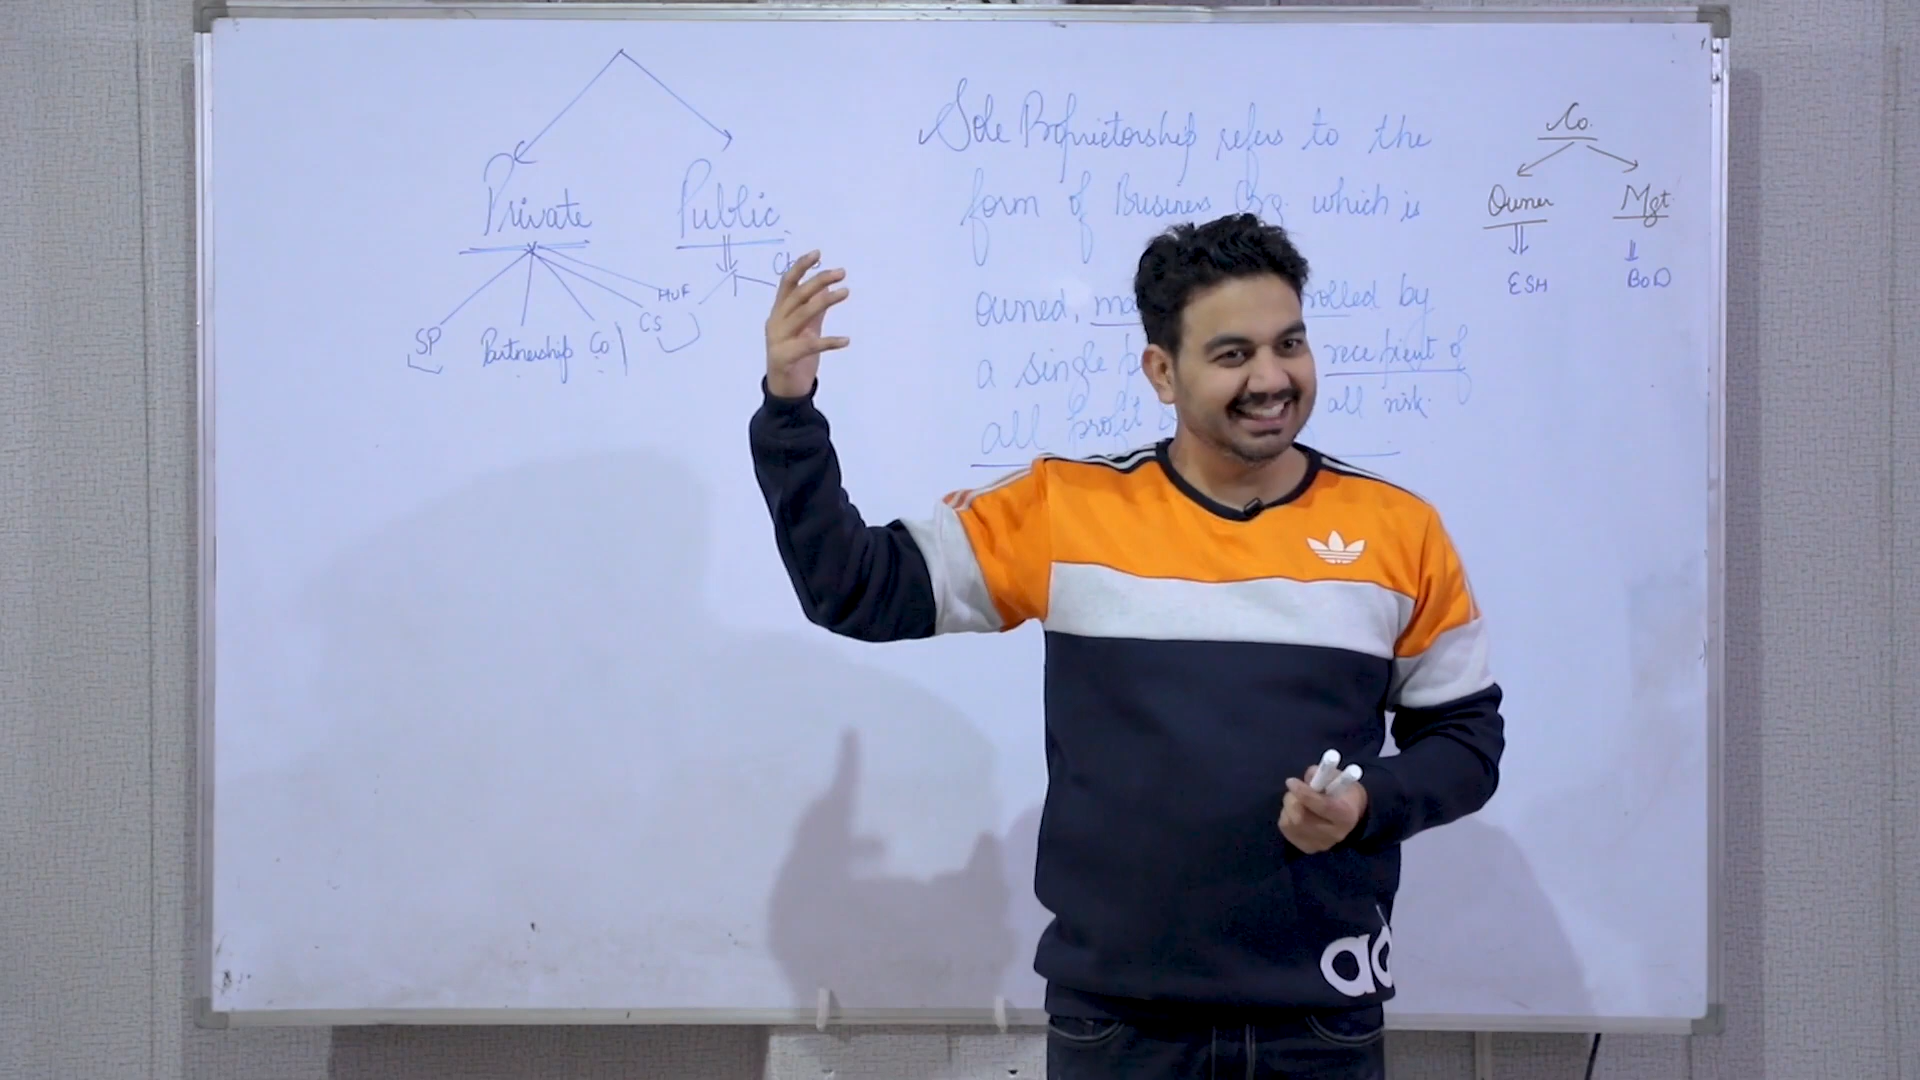 Private
Public
SP
Partnership
Co
CS
HUF
Sole Proprietorship refers to the
form of Business Org. which is
owned, by
a single recipient of
all profit all risk.
Co.
Owner
Mgt
ESH
BoD